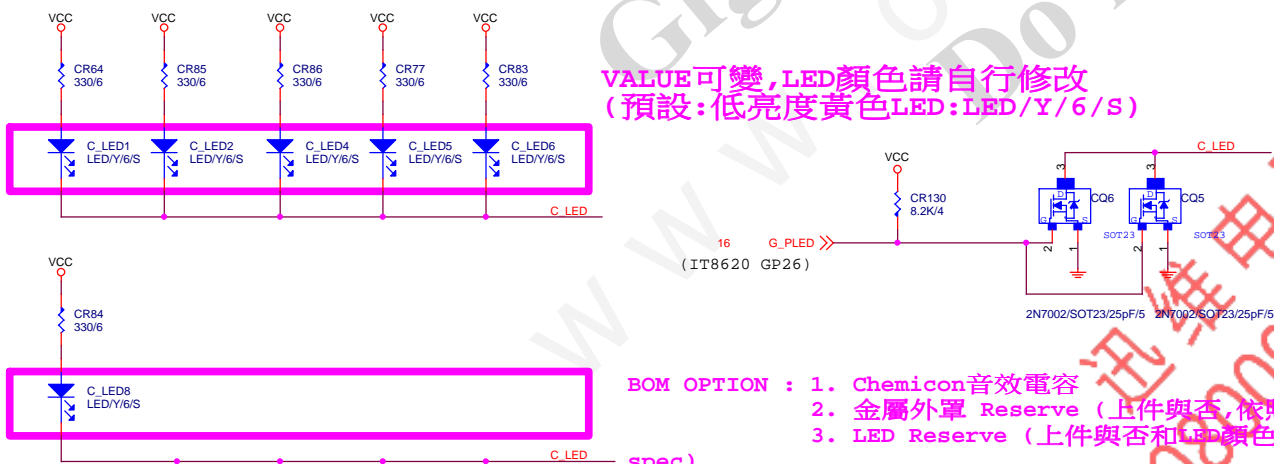 VCC VCC VCC VCC VCC
CR64 CR85 CR86 CR77 CR83
330/6 330/6 330/6 330/6 330/6
VALUE可變,LED顏色請自行修改
(預設:低亮度黃色LED:LED/Y/6/S)
C_LED1 C_LED2 C_LED4 C_LED5 C_LED6
LED/Y/6/S LED/Y/6/S LED/Y/6/S LED/Y/6/S LED/Y/6/S
C_LED
VCC
CR130
8.2K/4
16 G_PLED
(IT8620 GP26)
C_LED
3 3
D D
CQ6 CQ5
G S G S
SOT23 SOT23
2 1 2 1
2N7002/SOT23/25pF/5 2N7002/SOT23/25pF/5
VCC
CR84
330/6
C_LED8
LED/Y/6/S
C_LED
BOM OPTION : 1. Chemicon音效電容
2. 金屬外罩 Reserve (上件與否,依
3. LED Reserve (上件與否和LED顏色
spec)
w w w
Do
迅維